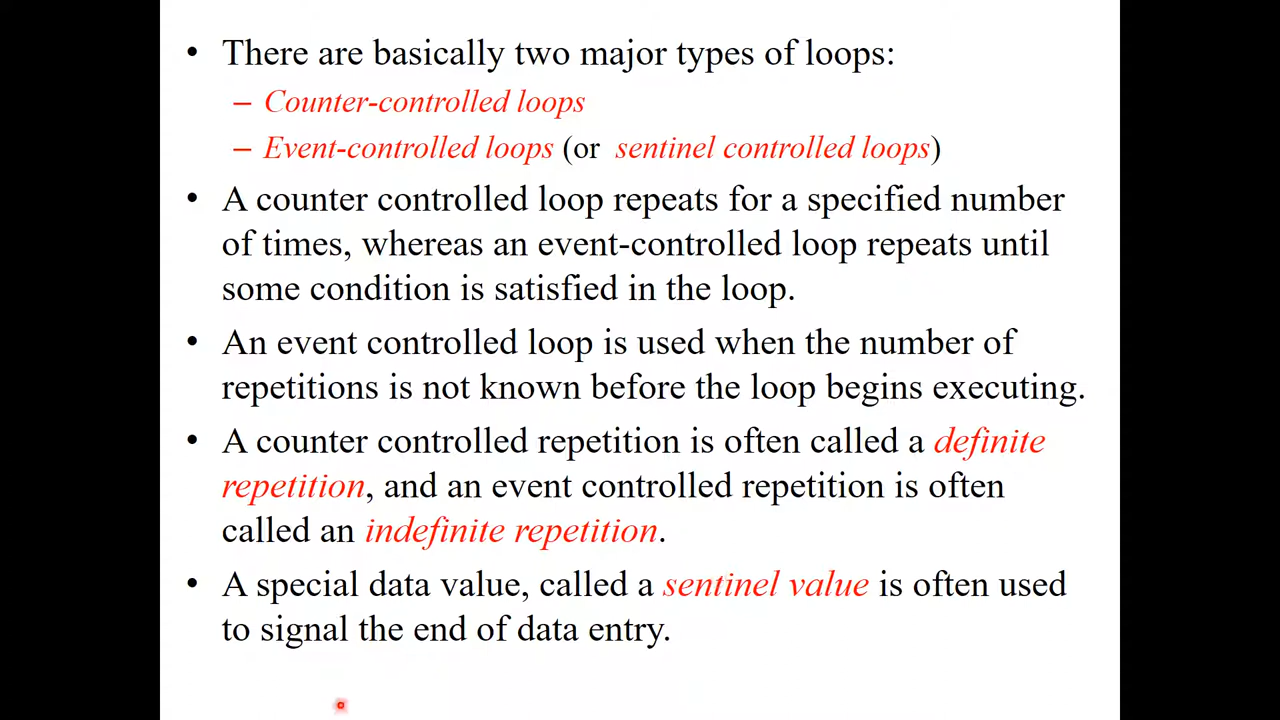 • There are basically two major types of loops:
– Counter-controlled loops
– Event-controlled loops (or sentinel controlled loops)
• A counter controlled loop repeats for a specified number
of times, whereas an event-controlled loop repeats until
some condition is satisfied in the loop.
• An event controlled loop is used when the number of
repetitions is not known before the loop begins executing.
• A counter controlled repetition is often called a definite
repetition, and an event controlled repetition is often
called an indefinite repetition.
• A special data value, called a sentinel value is often used
to signal the end of data entry.